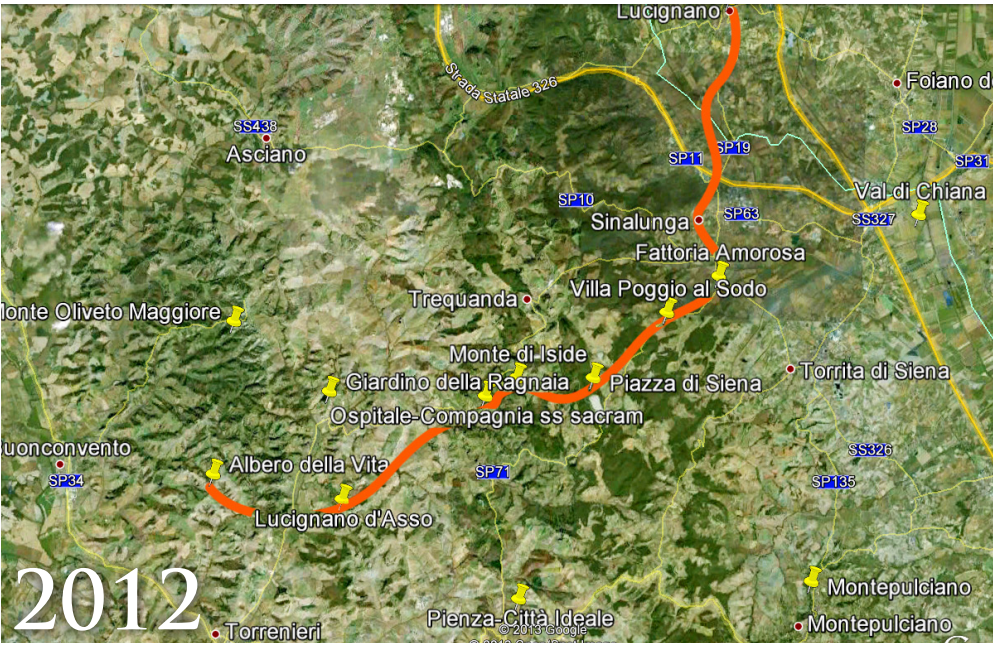 Lucignano
Strada Statale 326
Foiano d
SS438
SP28
Asciano
SP19
SP11
SP31
Val di Chiana
SP10
SP63
SS327
Sinalunga
Fattoria Amorosa
Villa Poggio al Sodo
Trequanda
Monte Oliveto Maggiore
Monte di Iside
Torrita di Siena
Giardino della Ragnaia
Piazza di Siena
Ospitale-Compagnia ss sacram
uonconvento
SS326
Albero della Vita
SP71
SP34
SP135
Lucignano d'Asso
2012
Montepulciano
Pienza-Città Ideale
Montepulciano
Torrenieri
© 2013 Google